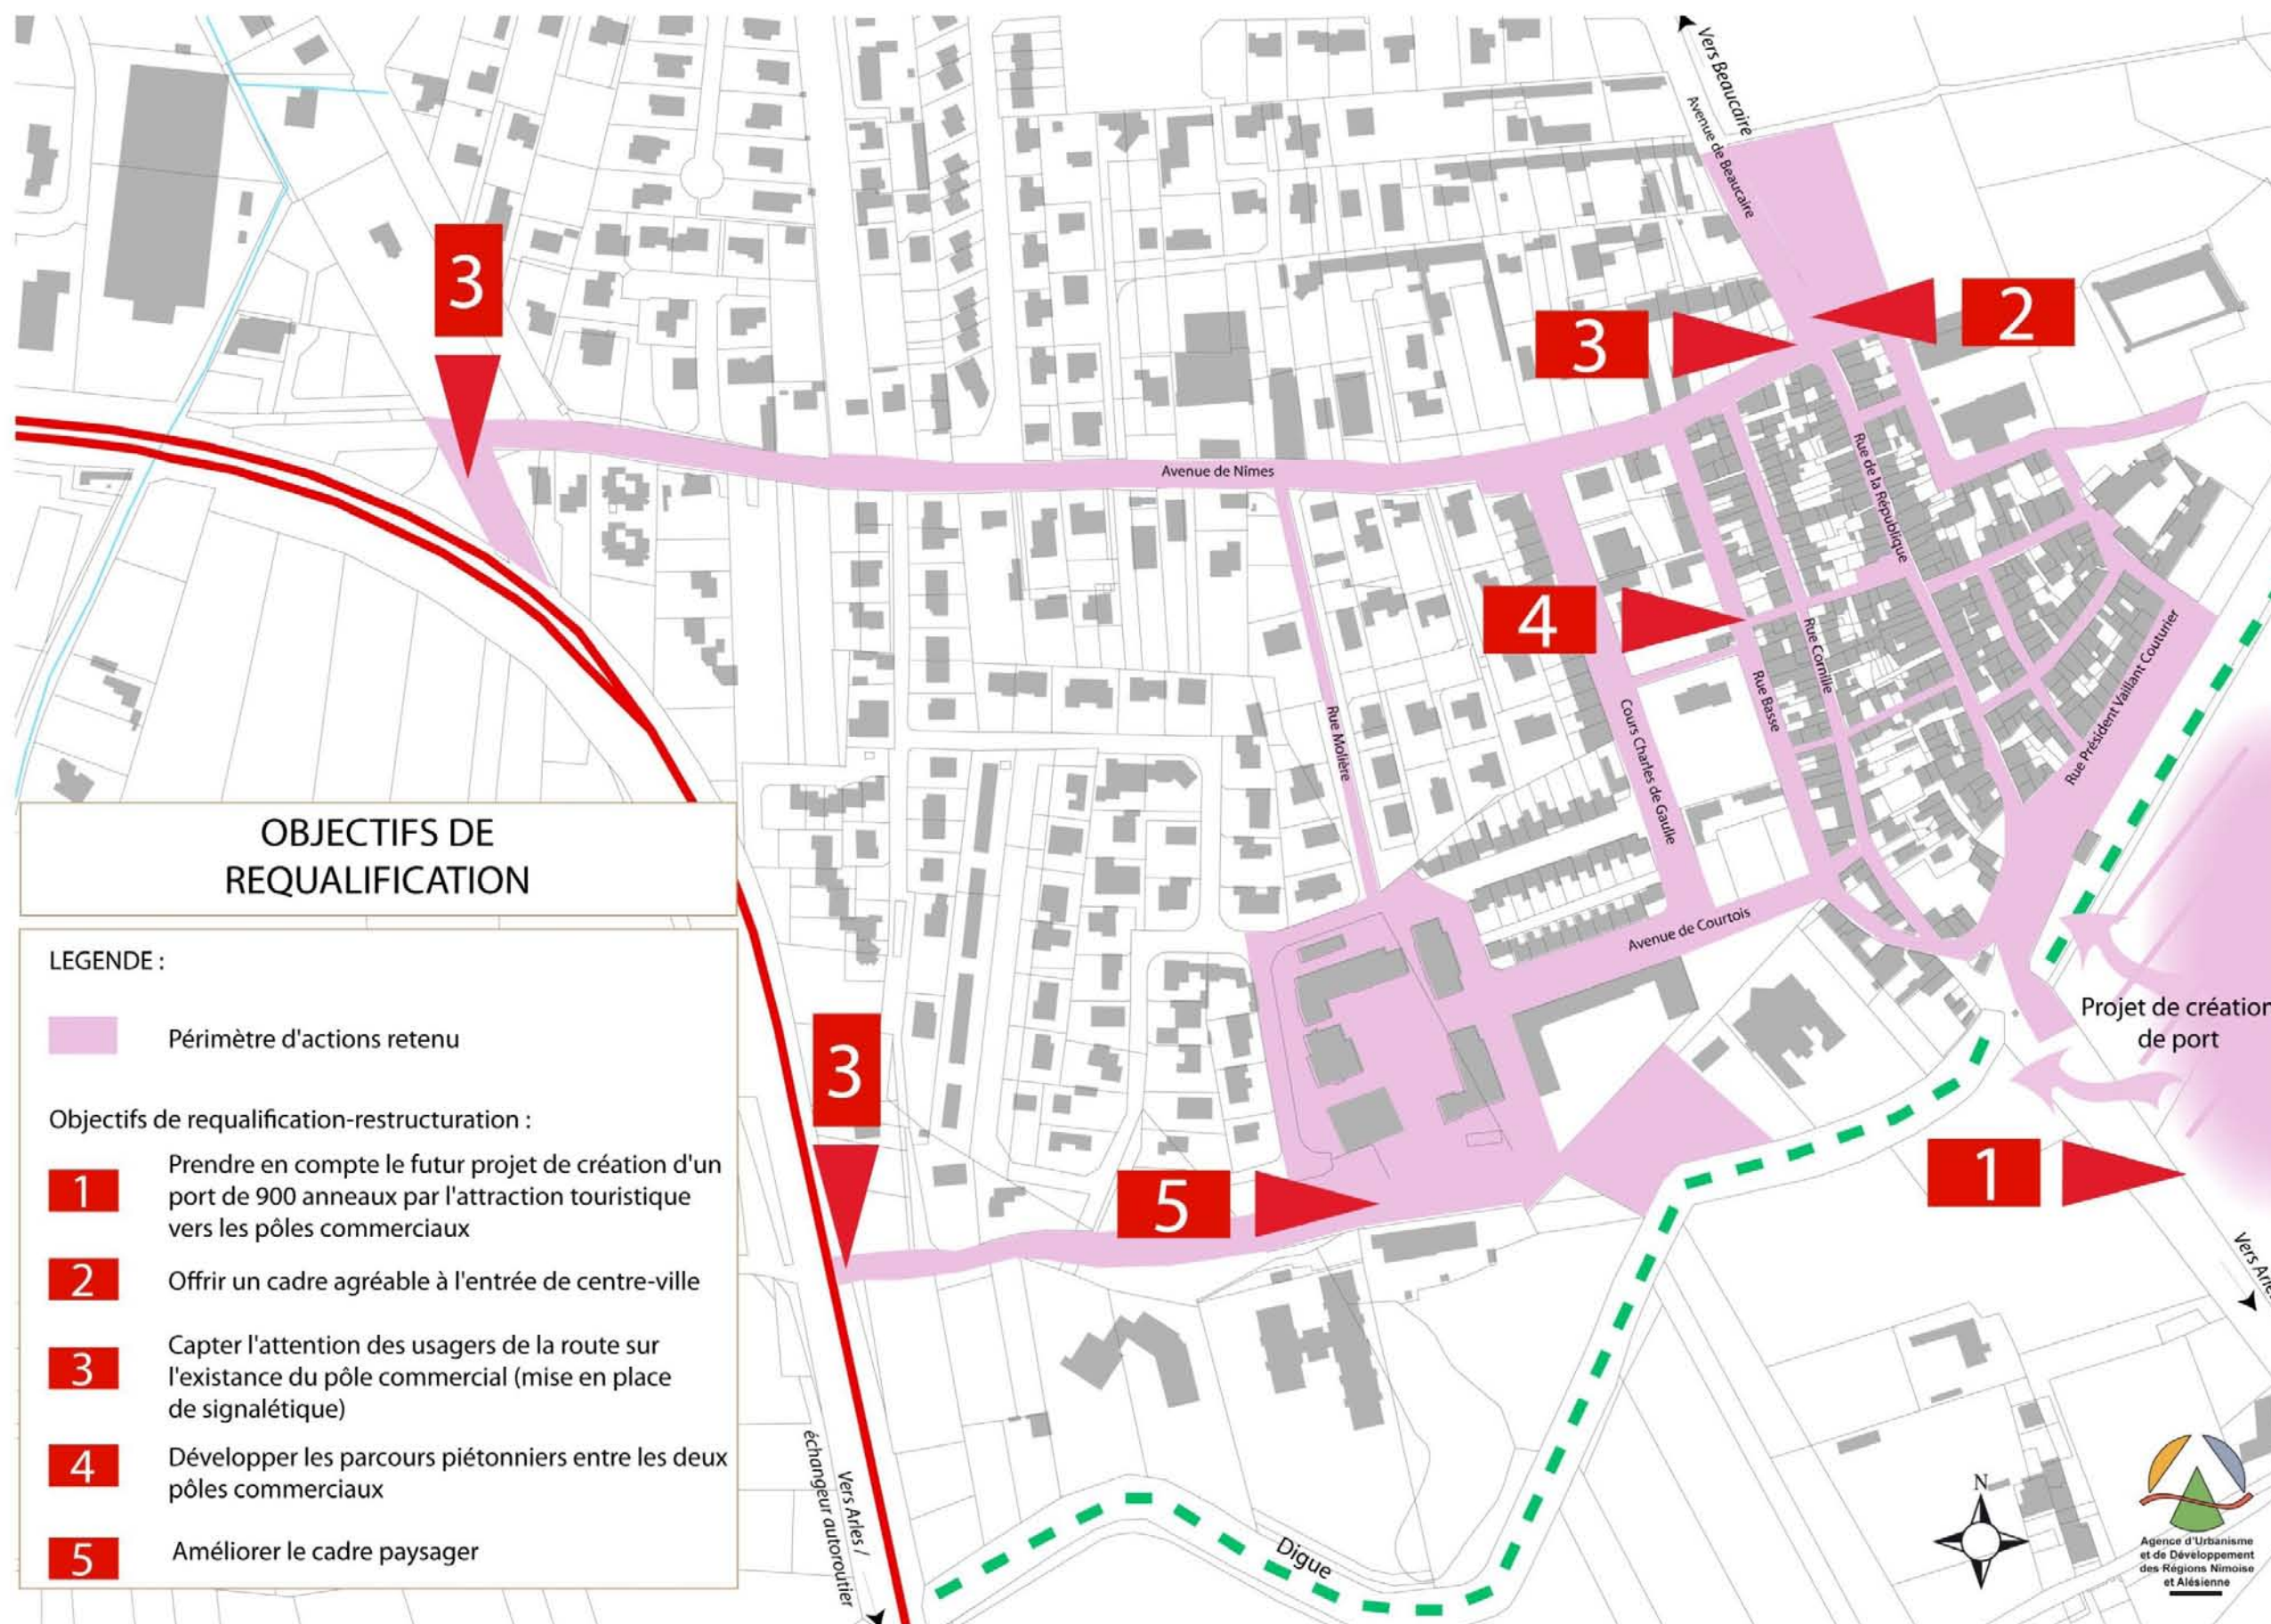 Vers Beaucaire
Avenue de Beaucaire
3
3
2
Avenue de Nîmes
Rue de la République
4
Rue Cornille
Rue Basse
Rue Président Vaillant Couturier
Rue Molière
Cours Charles de Gaulle
Avenue de Courtois
Projet de création
de port
3
5
1
Vers Arles /
échangeur autoroutier
Digue
Vers
N
Agence d'Urbanisme
et de Développement
des Régions Nimoise
et Alésienne
OBJECTIFS DE
REQUALIFICATION
LEGENDE :
Périmètre d'actions retenu
Objectifs de requalification-restructuration :
1
Prendre en compte le futur projet de création d'un
port de 900 anneaux par l'attraction touristique
vers les pôles commerciaux
2
Offrir un cadre agréable à l'entrée de centre-ville
3
Capter l'attention des usagers de la route sur
l'existance du pôle commercial (mise en place
de signalétique)
4
Développer les parcours piétonniers entre les deux
pôles commerciaux
5
Améliorer le cadre paysager